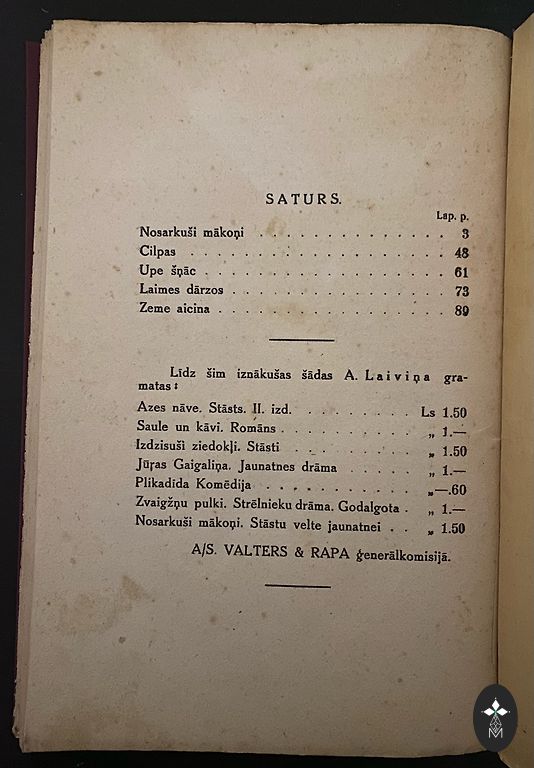 SATURS.
Lap. p.
Nosarkuši mākoņi . . . . . . . . . . . . . 3
Cilpas . . . . . . . . . . . . . . . . . 48
Upe šņāc . . . . . . . . . . . . . . . . 61
Laimes dārzos . . . . . . . . . . . . . . 73
Zeme aicina . . . . . . . . . . . . . . . 89
Līdz šim iznākušas šādas A. Laiviņa gra-
matas:
Azes nāve. Stāsts. II. izd. . . . . . . . . Ls 1.50
Saule un kāvi. Romāns . . . . . . . . . . „ 1.—
Izdzisuši ziedokļi. Stāsti . . . . . . . . . „ 1.50
Jūŗas Gaigaliņa. Jaunatnes drāma . . . . . „ 1.—
Plikadīda Komēdija . . . . . . . . . . . „—.60
Zvaigžņu pulki. Strēlnieku drāma. Godalgota . „ 1.—
Nosarkuši mākoņi. Stāstu velte jaunatnei . . „ 1.50
A/S. VALTERS & RAPA ģenerālkomisijā.
M